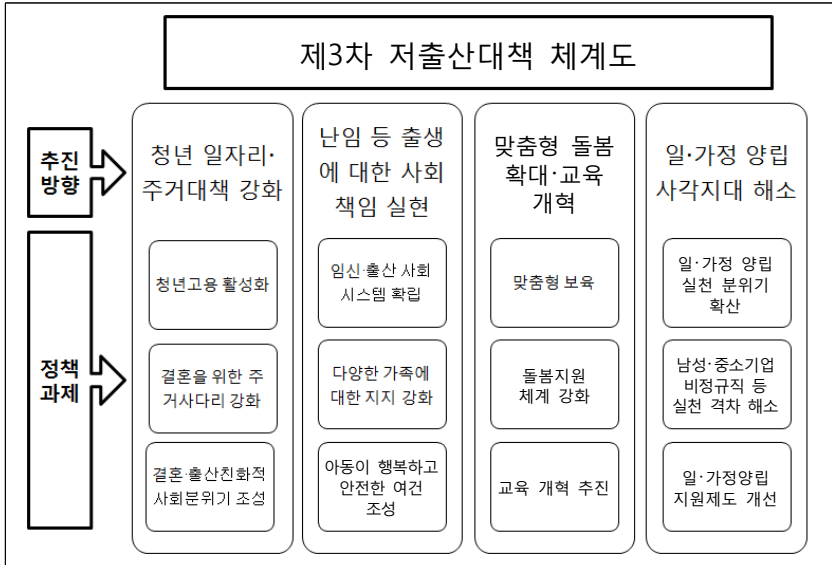 제3차 저출산대책 체계도
추진
방향
청년 일자리·
주거대책 강화
난임 등 출생
에 대한 사회
책임 실현
맞춤형 돌봄
확대·교육
개혁
일·가정 양립
사각지대 해소
정책
과제
청년고용 활성화
결혼을 위한 주
거사다리 강화
결혼·출산친화적
사회분위기 조성
임신·출산 사회
시스템 확립
다양한 가족에
대한 지지 강화
아동이 행복하고
안전한 여건
조성
맞춤형 보육
돌봄지원
체계 강화
교육 개혁 추진
일·가정 양립
실천 분위기
확산
남성·중소기업
비정규직 등
실천 격차 해소
일·가정양립
지원제도 개선